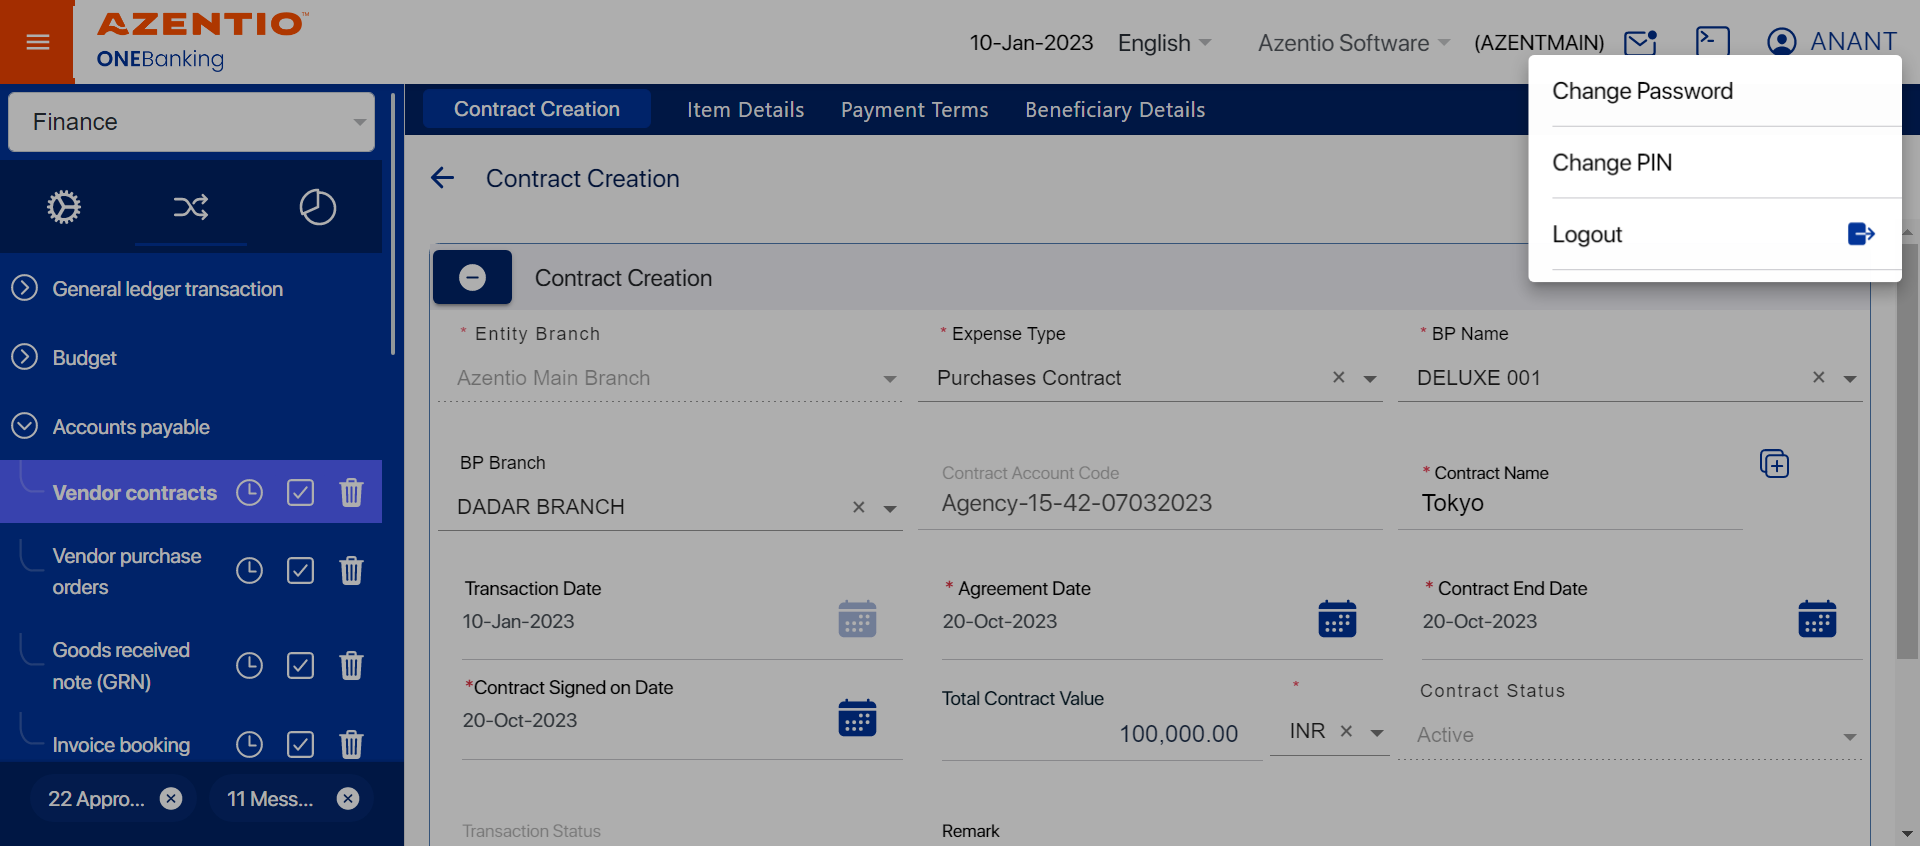 AZENTIO™
ONEBanking
10-Jan-2023 English Azentio Software (AZENTMAIN) ANANT
Change Password
Change PIN
Logout
Finance
General ledger transaction
Budget
Accounts payable
Vendor contracts
Vendor purchase
orders
Goods received
note (GRN)
Invoice booking
22 Appro...
11 Mess...
Contract Creation Item Details Payment Terms Beneficiary Details
Contract Creation
Contract Creation
* Entity Branch
Azentio Main Branch
* Expense Type
Purchases Contract
* BP Name
DELUXE 001
BP Branch
DADAR BRANCH
Contract Account Code
Agency-15-42-07032023
* Contract Name
Tokyo
Transaction Date
10-Jan-2023
* Agreement Date
20-Oct-2023
* Contract End Date
20-Oct-2023
*Contract Signed on Date
20-Oct-2023
Total Contract Value
100,000.00
*
INR
Contract Status
Active
Transaction Status
Remark